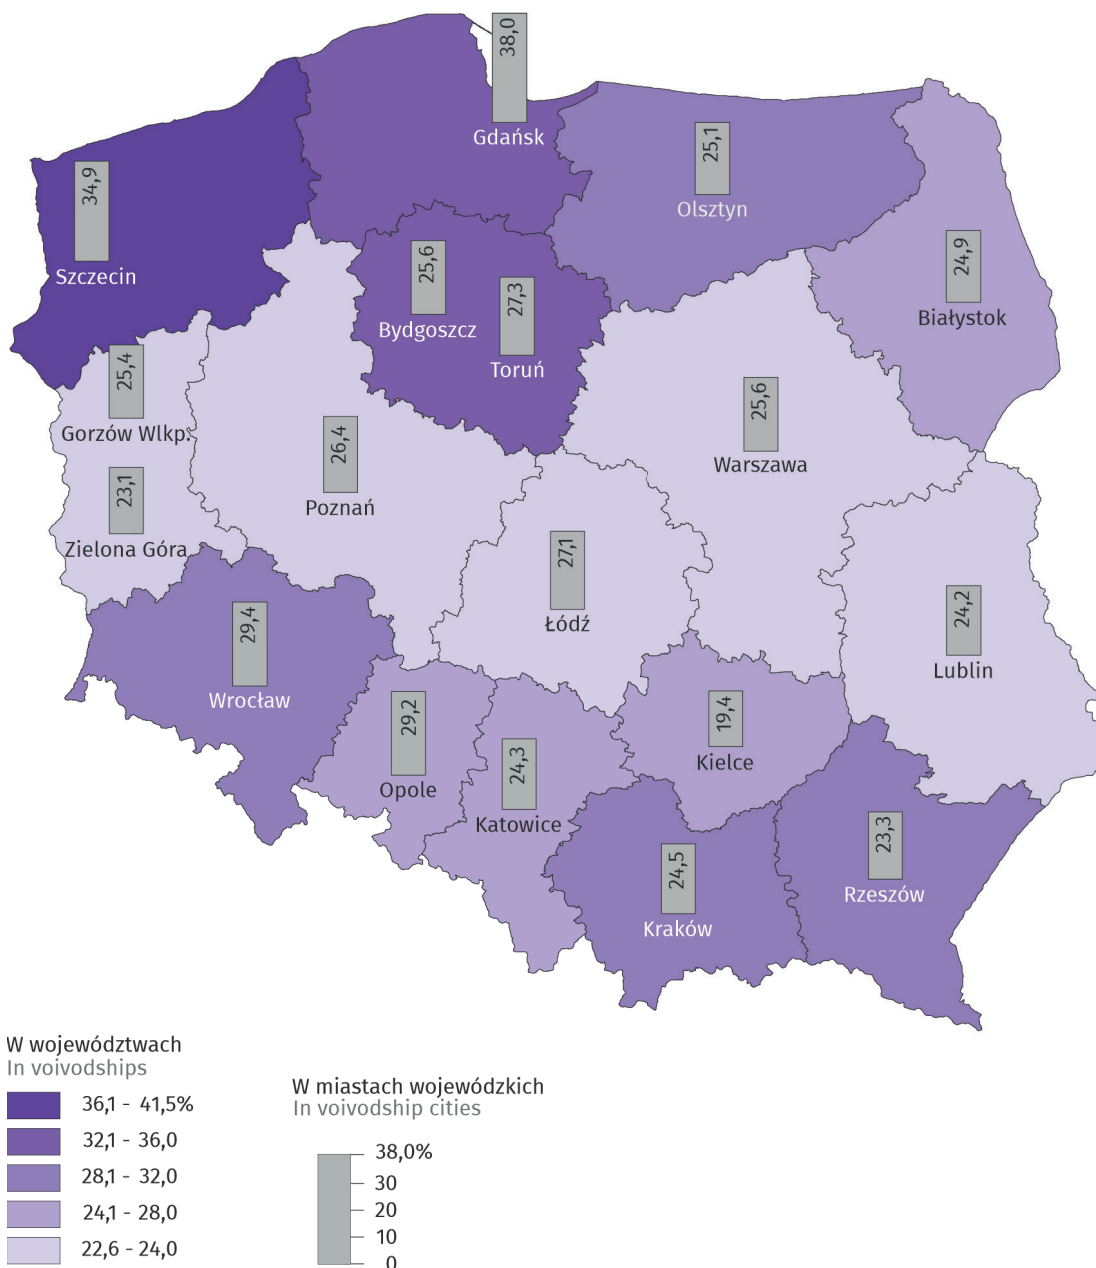 38,0
Gdańsk
25,1
Olsztyn
34,9
Szczecin
24,9
Białystok
25,6
Bydgoszcz
27,3
Toruń
25,4
Gorzów Wlkp.
26,4
Poznań
25,6
Warszawa
23,1
Zielona Góra
27,1
Łódź
24,2
Lublin
29,4
Wrocław
29,2
Opole
24,3
Katowice
19,4
Kielce
24,5
Kraków
23,3
Rzeszów
W województwach
In voivodships
36,1 - 41,5%
32,1 - 36,0
28,1 - 32,0
24,1 - 28,0
22,6 - 24,0
W miastach wojewódzkich
In voivodship cities
38,0%
30
20
10
0